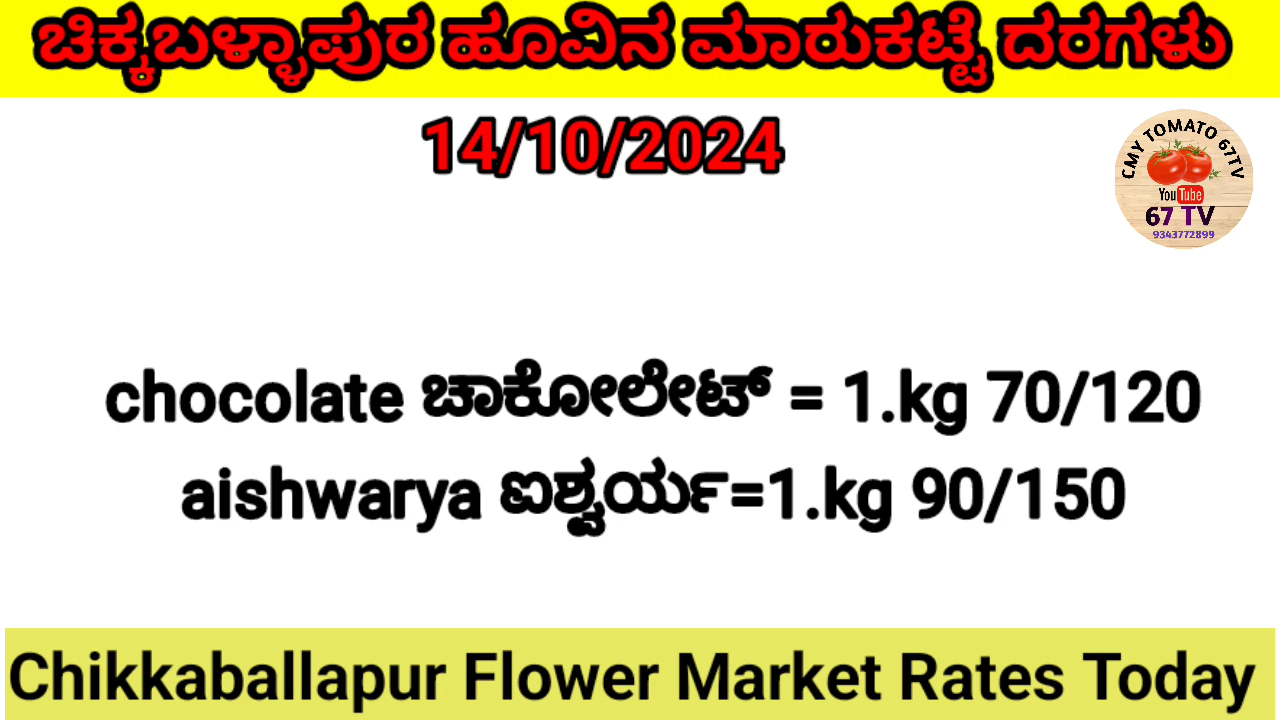 ಚಿಕ್ಕಬಳ್ಳಾಪುರ ಹೂವಿನ ಮಾರುಕಟ್ಟೆ ದರಗಳು
14/10/2024
CMY TOMATO 67TV
YouTube
67 TV
9343772899
chocolate ಚಾಕೋಲೇಟ್ = 1.kg 70/120
aishwarya ಐಶ್ವರ್ಯ=1.kg 90/150
Chikkaballapur Flower Market Rates Today